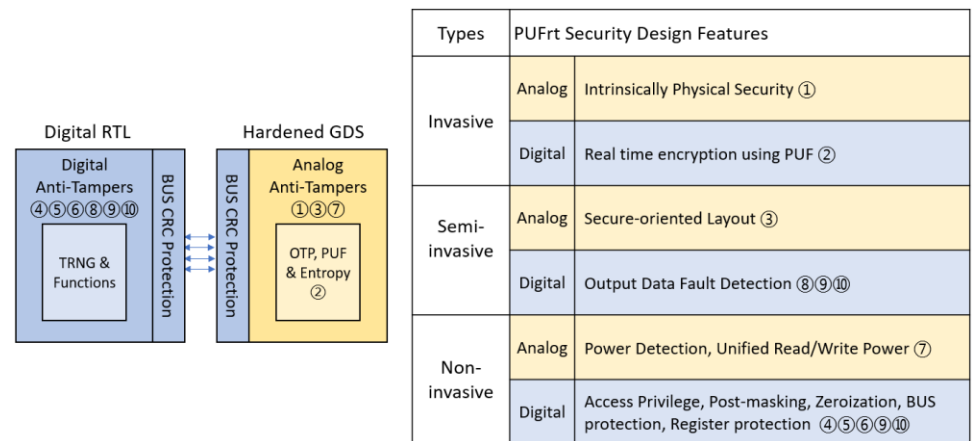 Digital RTL
Digital
Anti-Tampers
④⑤⑥⑧⑨⑩
TRNG &
Functions
BUS CRC Protection
Hardened GDS
BUS CRC Protection
Analog
Anti-Tampers
①③⑦
OTP, PUF
& Entropy
②
Types
PUFrt Security Design Features
Invasive
Analog
Intrinsically Physical Security ①
Digital
Real time encryption using PUF ②
Semi-
invasive
Analog
Secure-oriented Layout ③
Digital
Output Data Fault Detection ⑧⑨⑩
Non-
invasive
Analog
Power Detection, Unified Read/Write Power ⑦
Digital
Access Privilege, Post-masking, Zeroization, BUS
protection, Register protection ④⑤⑥⑨⑩